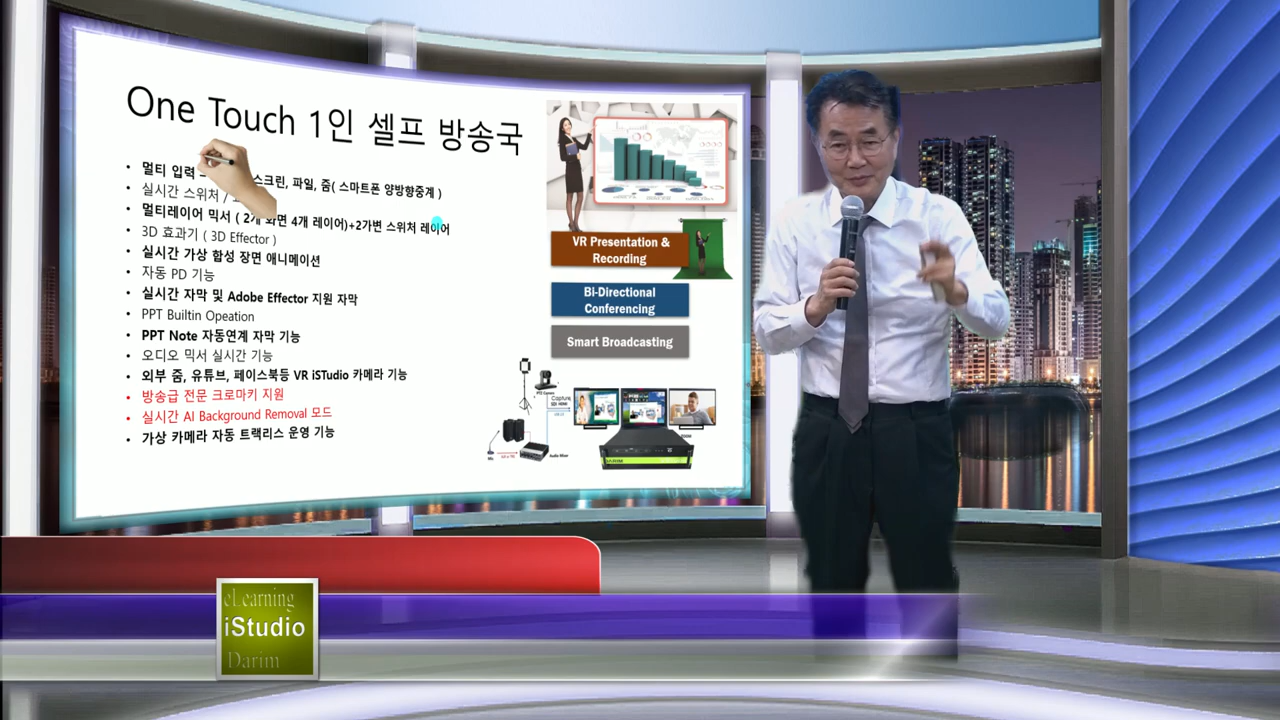 One Touch 1인 셀프 방송국
• 멀티 입력 스크린, 파일, 줌( 스마트폰 양방향중계 )
• 실시간 스위처 /
• 멀티레이어 믹서 ( 2개 화면 4개 레이어)+2가변 스위처 레이어
• 3D 효과기 ( 3D Effector )
• 실시간 가상 합성 장면 애니메이션
• 자동 PD 기능
• 실시간 자막 및 Adobe Effector 지원 자막
• PPT Builtin Opeation
• PPT Note 자동연계 자막 기능
• 오디오 믹서 실시간 기능
• 외부 줌, 유튜브, 페이스북등 VR iSTudio 카메라 기능
• 방송급 전문 크로마키 지원
• 실시간 AI Background Removal 모드
• 가상 카메라 자동 트랙리스 운영 기능
VR Presentation &
Recording
Bi-Directional
Conferencing
Smart Broadcasting
PTZ Camera
Capture
SDI HDMI
Audio Mixer
eLearning
iStudio
Darim